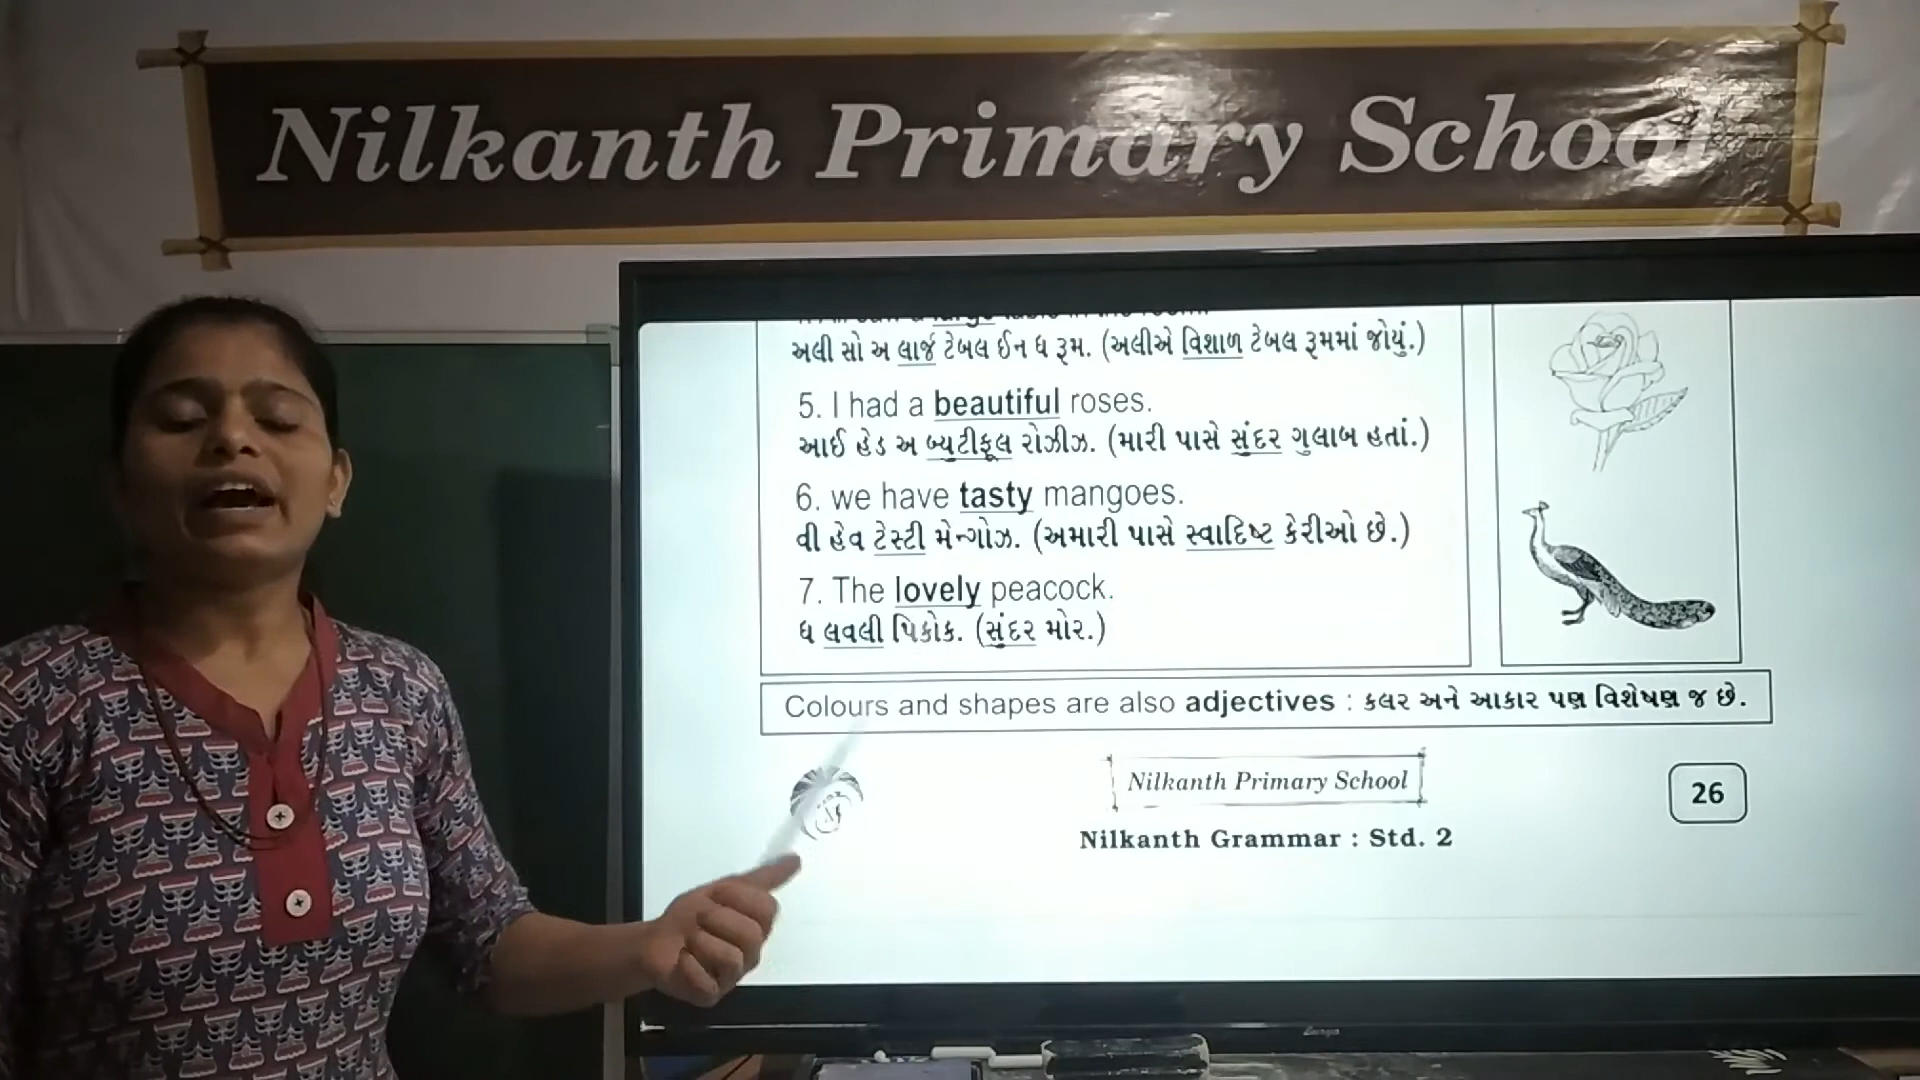 Nilkanth Primary School
અલી સો અ લાર્જ ટેબલ ઈન ધ રૂમ. (અલીએ વિશાળ ટેબલ રૂમમાં જોયું.)
5. I had a beautiful roses.
આઈ હેડ અ બ્યુટીફૂલ રોઝીઝ. (મારી પાસે સુંદર ગુલાબ હતાં.)
6. we have tasty mangoes.
વી હેવ ટેસ્ટી મેન્ગોઝ. (અમારી પાસે સ્વાદિષ્ટ કેરીઓ છે.)
7. The lovely peacock.
ધ લવલી પિકોક. (સુંદર મોર.)
Colours and shapes are also adjectives : કલર અને આકાર પણ વિશેષણ જ છે.
Nilkanth Primary School
26
Nilkanth Grammar : Std. 2